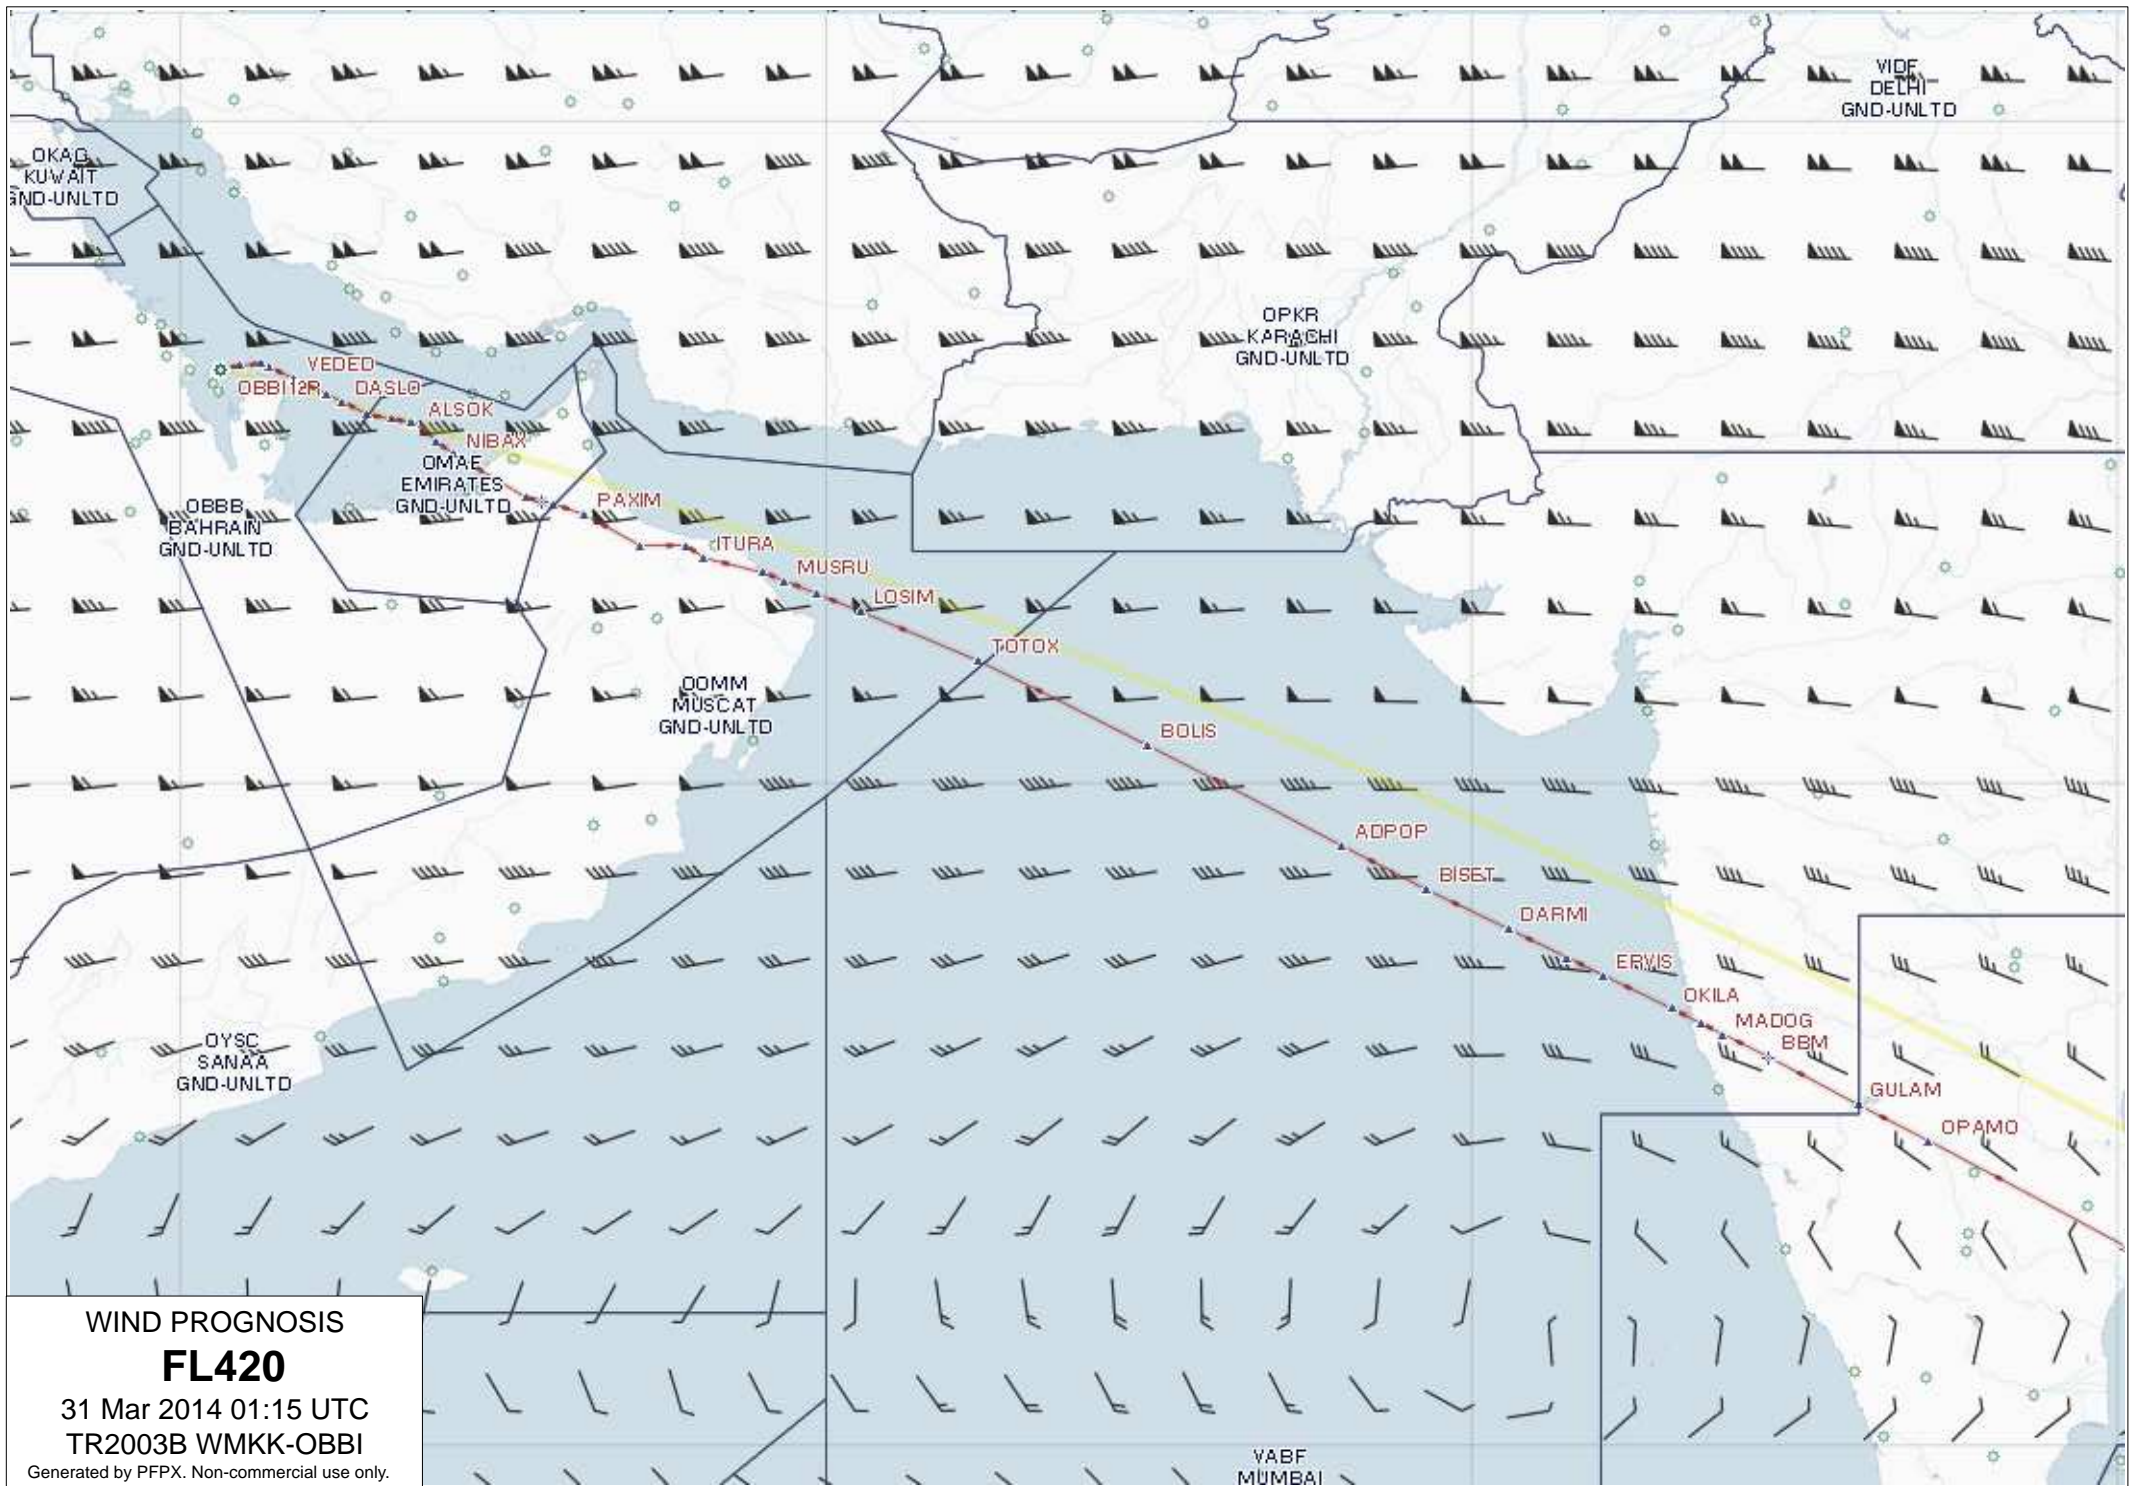 VIDF
DELHI
GND-UNLTD
OKAC
KUWAIT
GND-UNLTD
OPKR
KARACHI
GND-UNLTD
VEDED
OBBI12R
DASLO
ALSOK
NIBAX
OMAE
EMIRATES
GND-UNLTD
PAXIM
OBBB
BAHRAIN
GND-UNLTD
ITURA
MUSRU
LOSIM
TOTOX
OOMM
MUSCAT
GND-UNLTD
BOLIS
ADPOP
BISET
DARMI
ERVIS
OKILA
MADOG
BBM
OYSC
SANAA
GND-UNLTD
GULAM
OPAMO
WIND PROGNOSIS
FL420
31 Mar 2014 01:15 UTC
TR2003B WMKK-OBBI
Generated by PFPX. Non-commercial use only.
VABF
MUMBAI